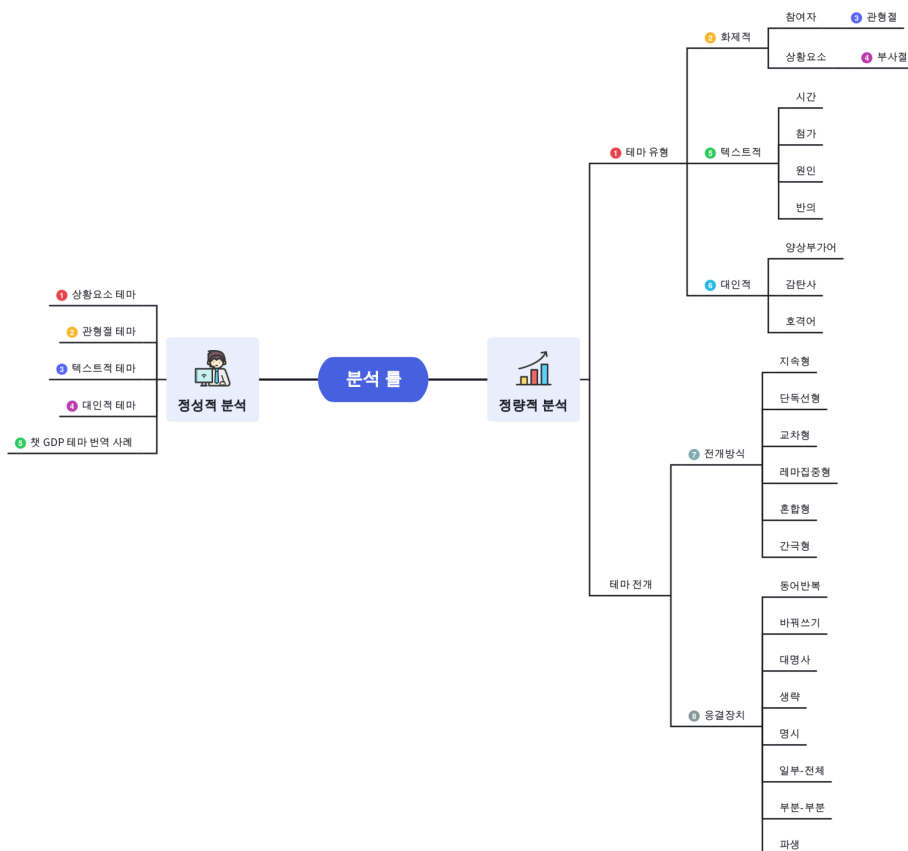 분석 틀
정성적 분석
1 상황요소 테마
2 관형절 테마
3 텍스트적 테마
4 대인적 테마
5 챗 GDP 테마 번역 사례
정량적 분석
1 테마 유형
2 화제적
참여자
3 관형절
상황요소
4 부사절
5 텍스트적
시간
첨가
원인
반의
6 대인적
양상부가어
감탄사
호격어
테마 전개
7 전개방식
지속형
단독선형
교차형
레마집중형
혼합형
간극형
8 응결장치
동어반복
바꿔쓰기
대명사
생략
명시
일부-전체
부분-부분
파생